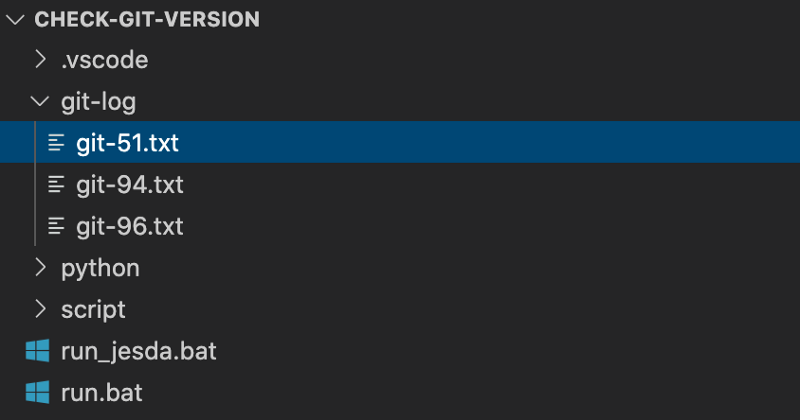 CHECK-GIT-VERSION
.vscode
git-log
git-51.txt
git-94.txt
git-96.txt
python
script
run_jesda.bat
run.bat